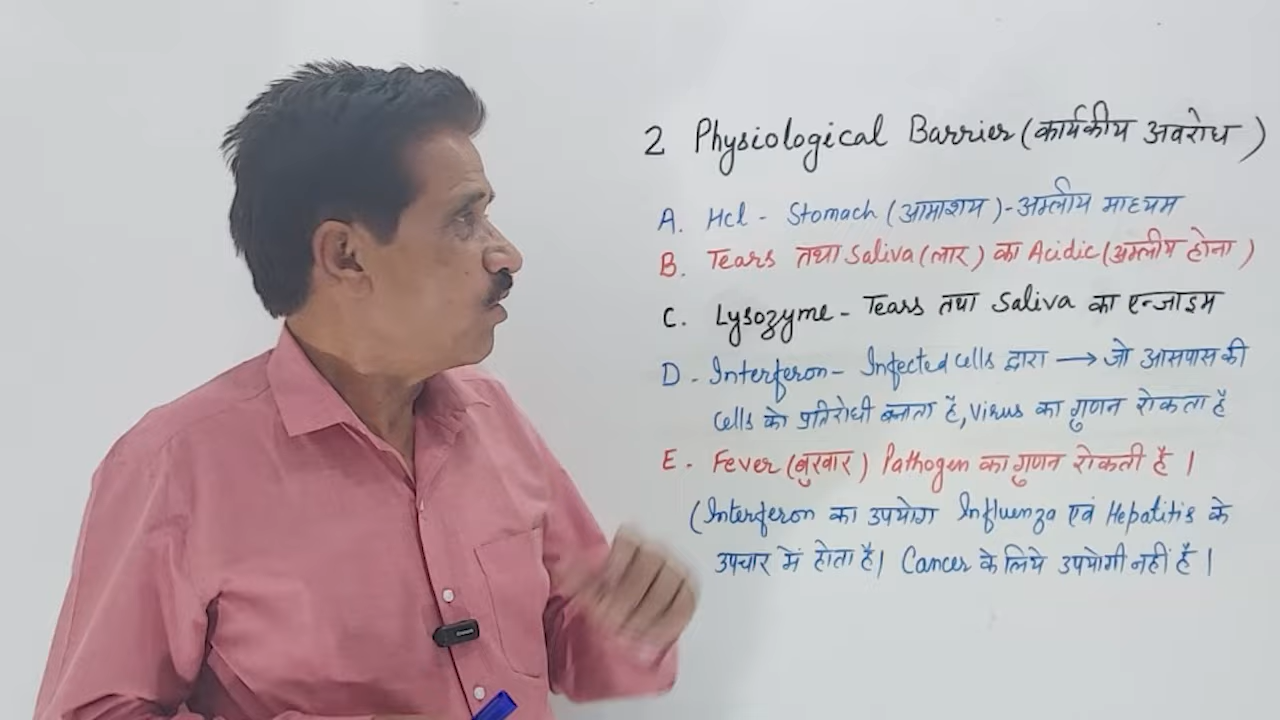 2 Physiological Barrier (कार्यकीय अवरोध)
A. Hcl - Stomach (आमाशय) - अम्लीय माध्यम
B. Tears तथा Saliva (लार) का Acidic (अम्लीय होना)
C. Lysozyme - Tears तथा Saliva का एन्जाइम
D. Interferon - Infected cells द्वारा → जो आसपास की
cells को प्रतिरोधी बनाता है, Virus का गुणन रोकता है
E. Fever (बुखार) Pathogen का गुणन रोकती है ।
(Interferon का उपयोग Influenza एवं Hepatitis के
उपचार में होता है। Cancer के लिये उपयोगी नहीं है ।